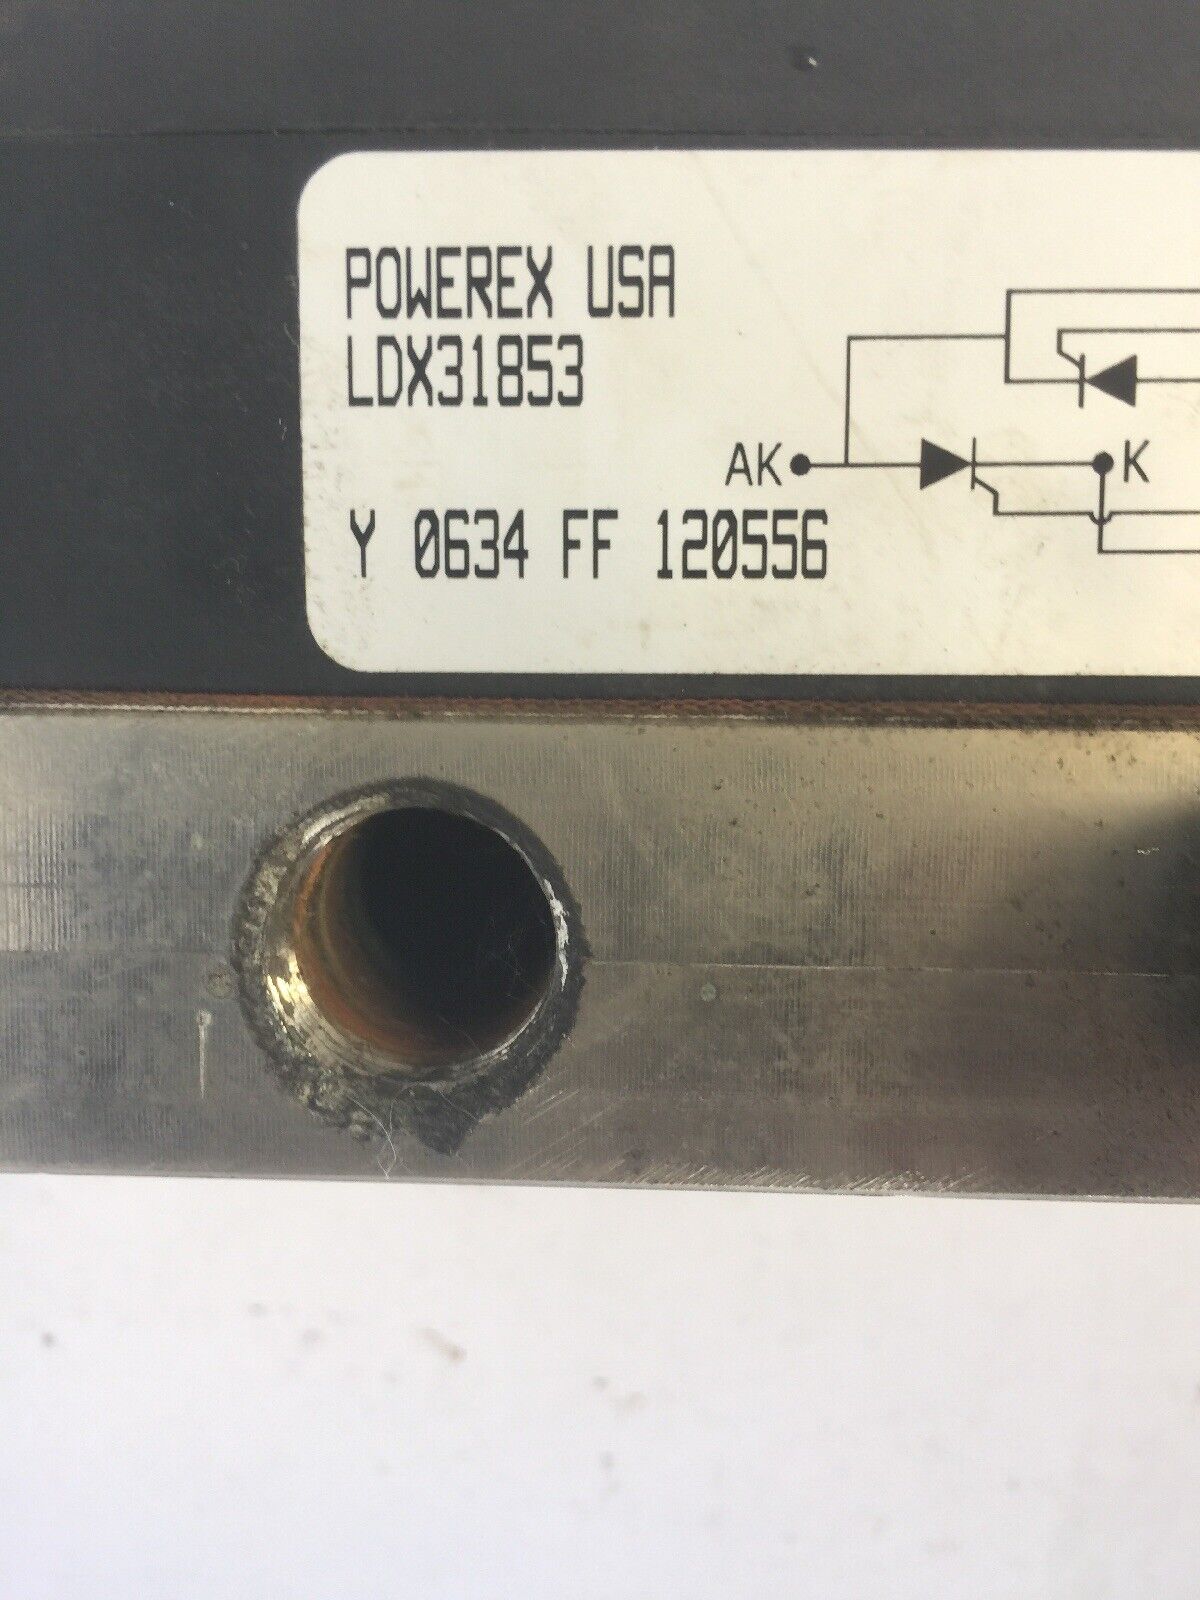 POWEREX USA
LDX31853
AK K
Y 0634 FF 120556